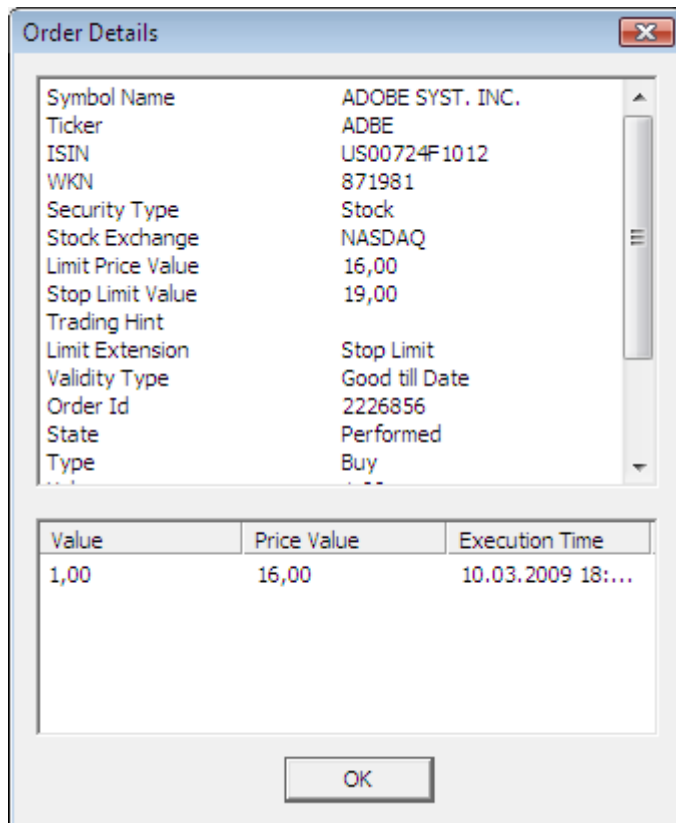 Order Details
Symbol Name ADOBE SYST. INC.
Ticker ADBE
ISIN US00724F1012
WKN 871981
Security Type Stock
Stock Exchange NASDAQ
Limit Price Value 16,00
Stop Limit Value 19,00
Trading Hint
Limit Extension Stop Limit
Validity Type Good till Date
Order Id 2226856
State Performed
Type Buy
Value Price Value Execution Time
1,00 16,00 10.03.2009 18:...
OK